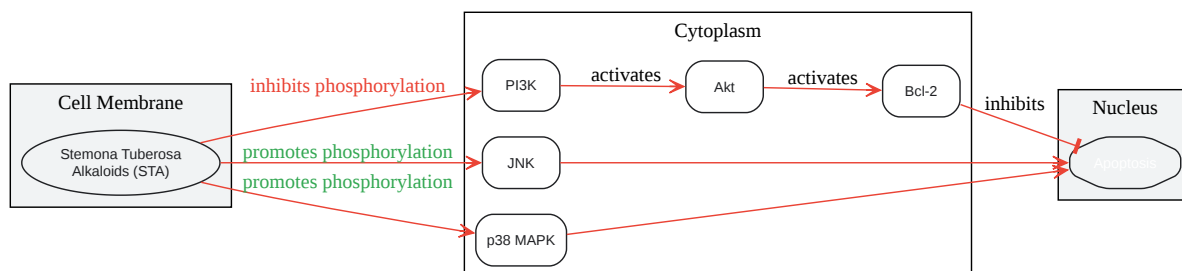 Cytoplasm
Cell Membrane
Stemona Tuberosa
Alkaloids (STA)
inhibits phosphorylation
promotes phosphorylation
promotes phosphorylation
PI3K
activates
Akt
activates
Bcl-2
inhibits
JNK
p38 MAPK
Nucleus
Apoptosis